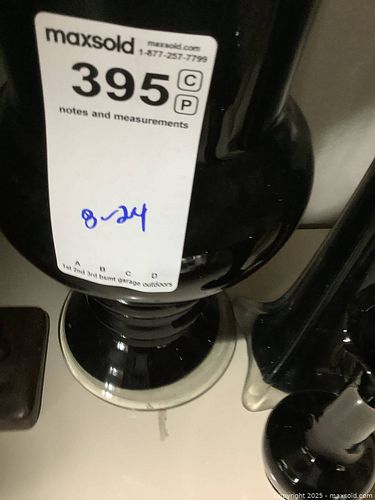 maxsold maxsold.com
1-877-257-7799
395 C
P
notes and measurements
8-24
A B C D
1st 2nd 3rd bsmt garage outdoors
Copyright 2025 - maxsold.com